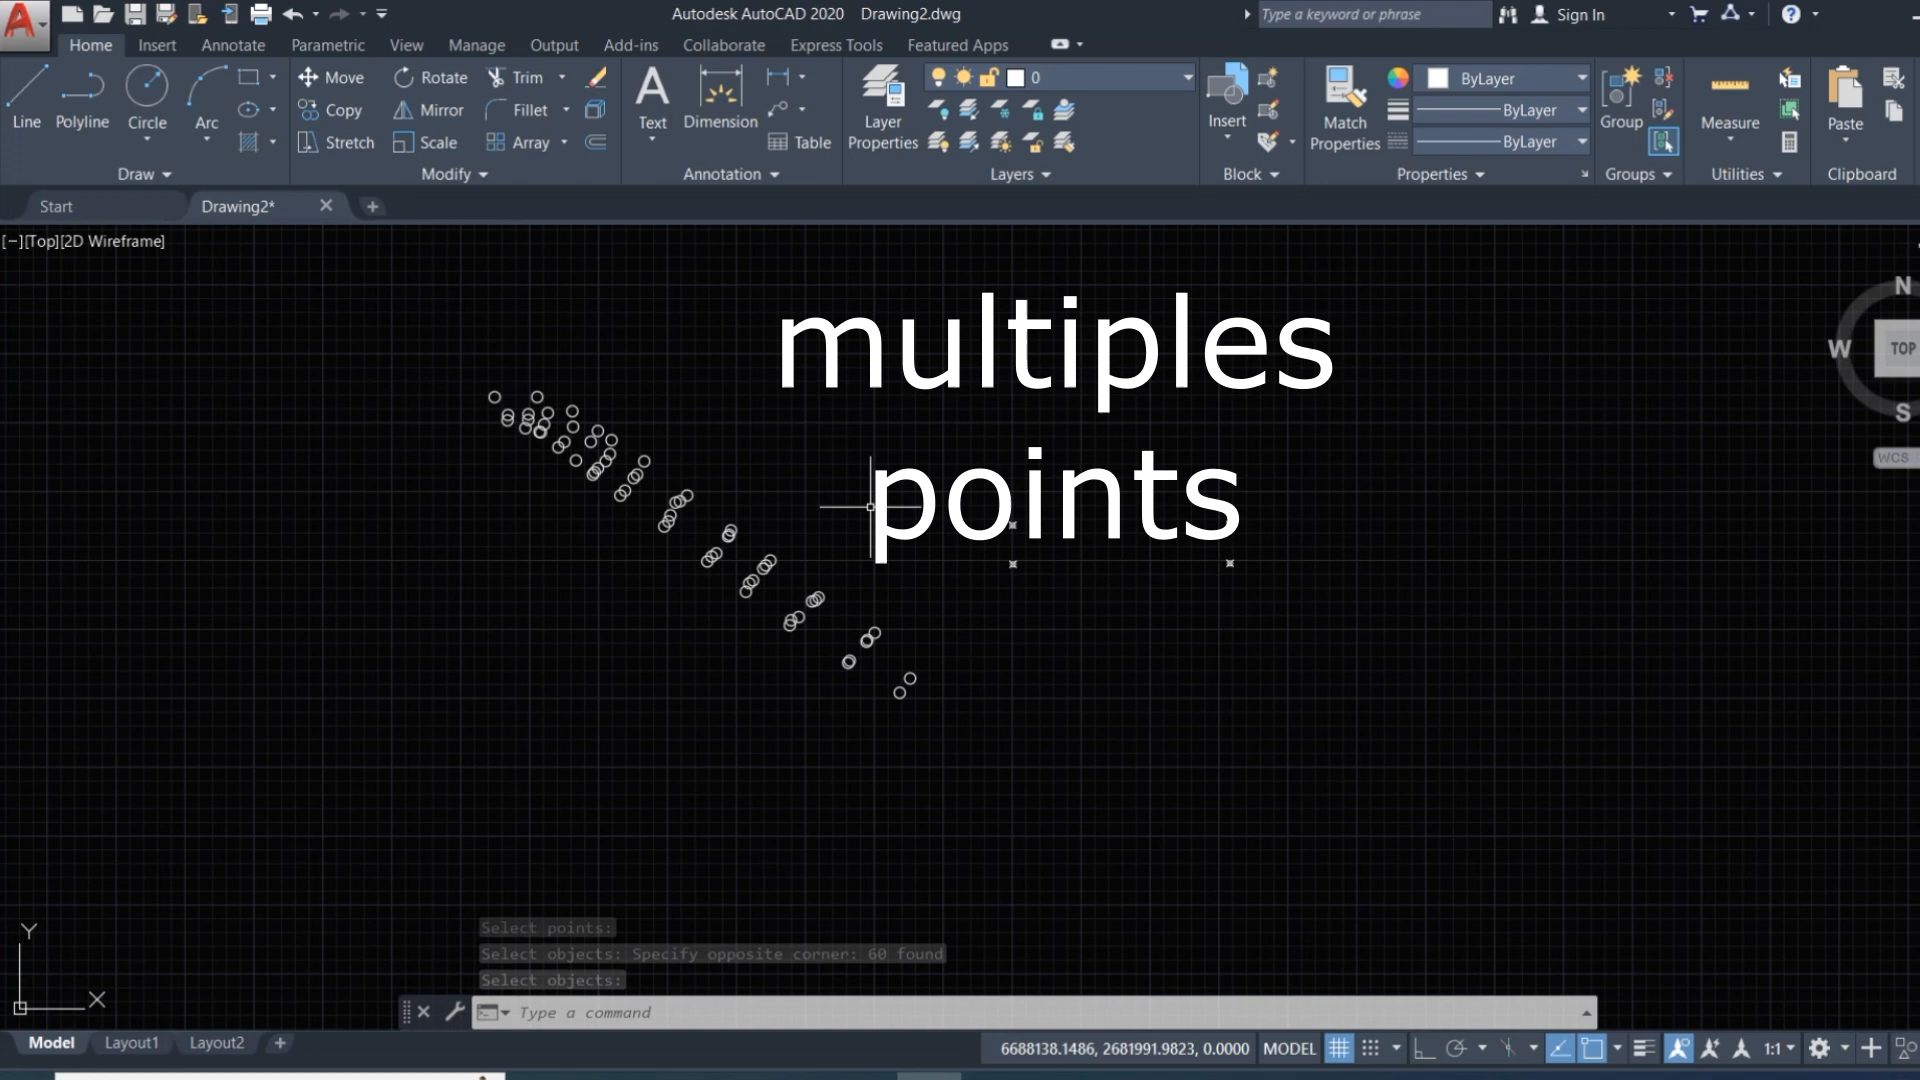 Autodesk AutoCAD 2020 Drawing2.dwg
Type a keyword or phrase
Sign In
Home Insert Annotate Parametric View Manage Output Add-ins Collaborate Express Tools Featured Apps
Line Polyline Circle Arc
Move Rotate Trim
Copy Mirror Fillet
Stretch Scale Array
Text Dimension Table
Layer Properties
0
Insert
Match Properties
ByLayer
ByLayer
ByLayer
Group
Measure
Paste
Draw Modify Annotation Layers Block Properties Groups Utilities Clipboard
Start Drawing2*
[−][Top][2D Wireframe]
multiples
points
N
W TOP
S
WCS
Y
X
Select points:
Select objects: Specify opposite corner: 60 found
Select objects:
Type a command
Model Layout1 Layout2
6688138.1486, 2681991.9823, 0.0000 MODEL 1:1